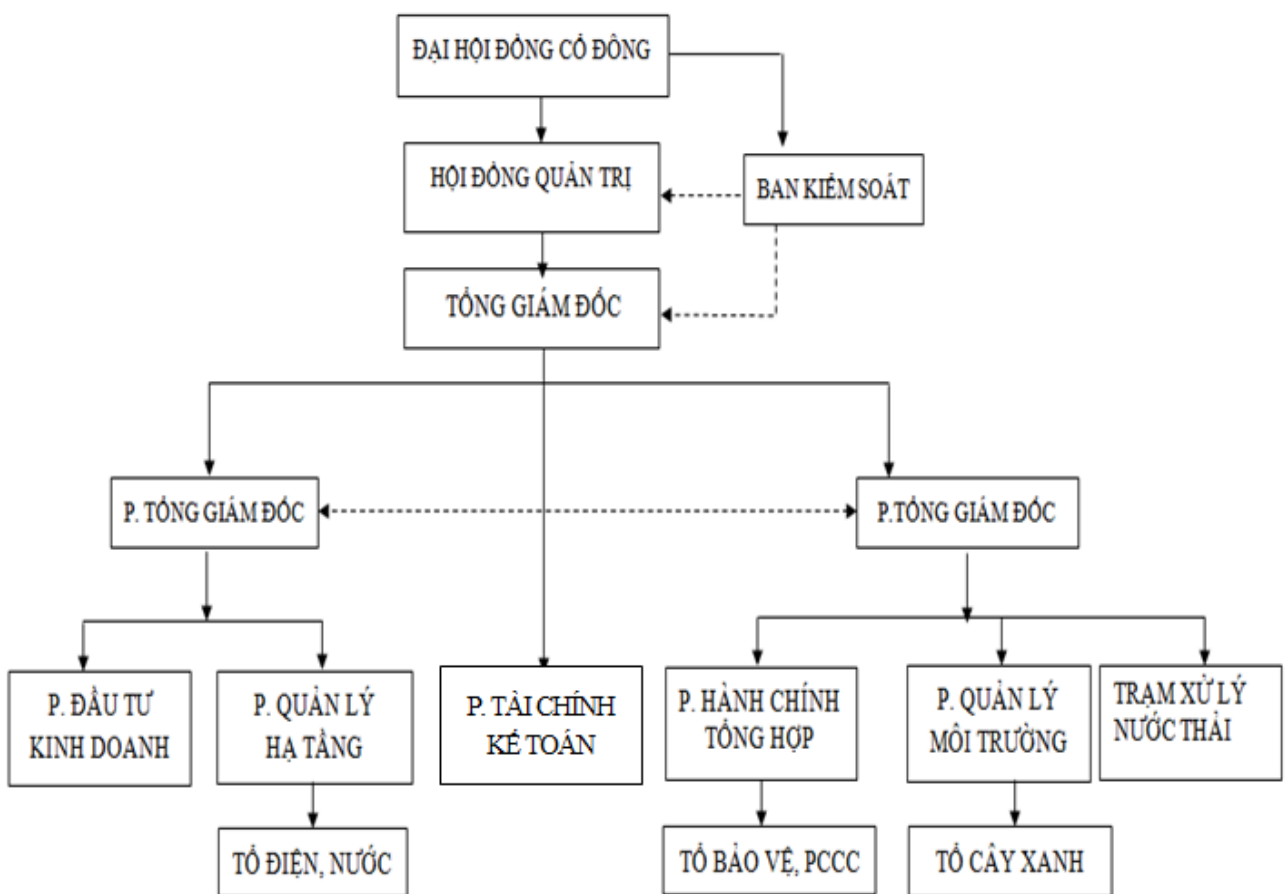 ĐẠI HỘI ĐỒNG CỔ ĐÔNG
HỘI ĐỒNG QUẢN TRỊ
BAN KIỂM SOÁT
TỔNG GIÁM ĐỐC
P. TỔNG GIÁM ĐỐC
P.TỔNG GIÁM ĐỐC
P. ĐẦU TƯ
KINH DOANH
P. QUẢN LÝ
HẠ TẦNG
P. TÀI CHÍNH
KẾ TOÁN
P. HÀNH CHÍNH
TỔNG HỢP
P. QUẢN LÝ
MÔI TRƯỜNG
TRẠM XỬ LÝ
NƯỚC THẢI
TỔ ĐIỆN, NƯỚC
TỔ BẢO VỆ, PCCC
TỔ CÂY XANH